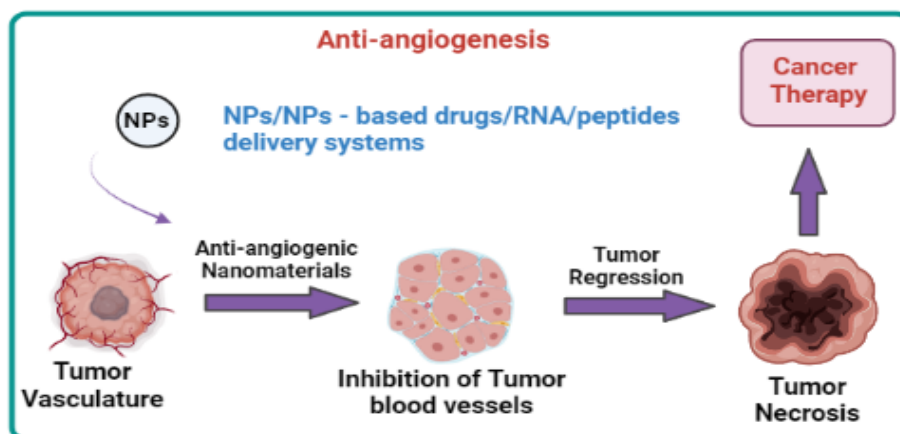 Anti-angiogenesis
Cancer
Therapy
NPs
NPs/NPs - based drugs/RNA/peptides
delivery systems
Anti-angiogenic
Nanomaterials
Tumor
Regression
Tumor
Vasculature
Inhibition of Tumor
blood vessels
Tumor
Necrosis